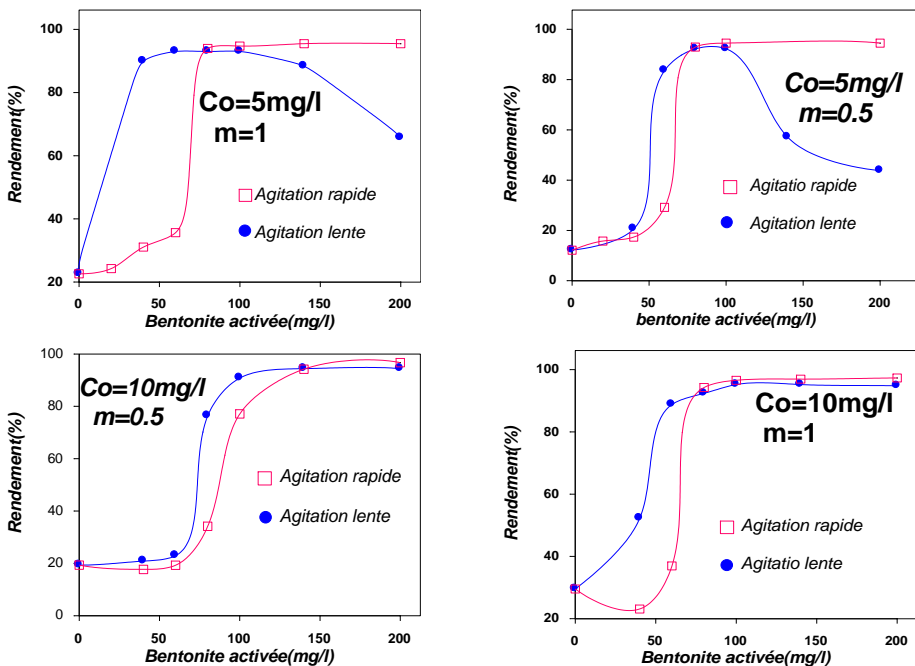 100
80
60
40
20
Rendement(%)
Co=5mg/l
m=1
Agitation rapide
Agitation lente
0 50 100 150 200
Bentonite activée(mg/l)
100
80
60
40
20
0
Rendement(%)
Co=5mg/l
m=0.5
Agitatio rapide
Agitation lente
0 50 100 150 200
bentonite activée(mg/l)
100
80
60
40
20
0
Rendement(%)
Co=10mg/l
m=0.5
Agitation rapide
Agitation lente
0 50 100 150 200
Bentonite activée(mg/l)
100
80
60
40
20
Rendement(%)
Co=10mg/l
m=1
Agitation rapide
Agitatio lente
0 50 100 150 200
Bentonite activée(mg/l)